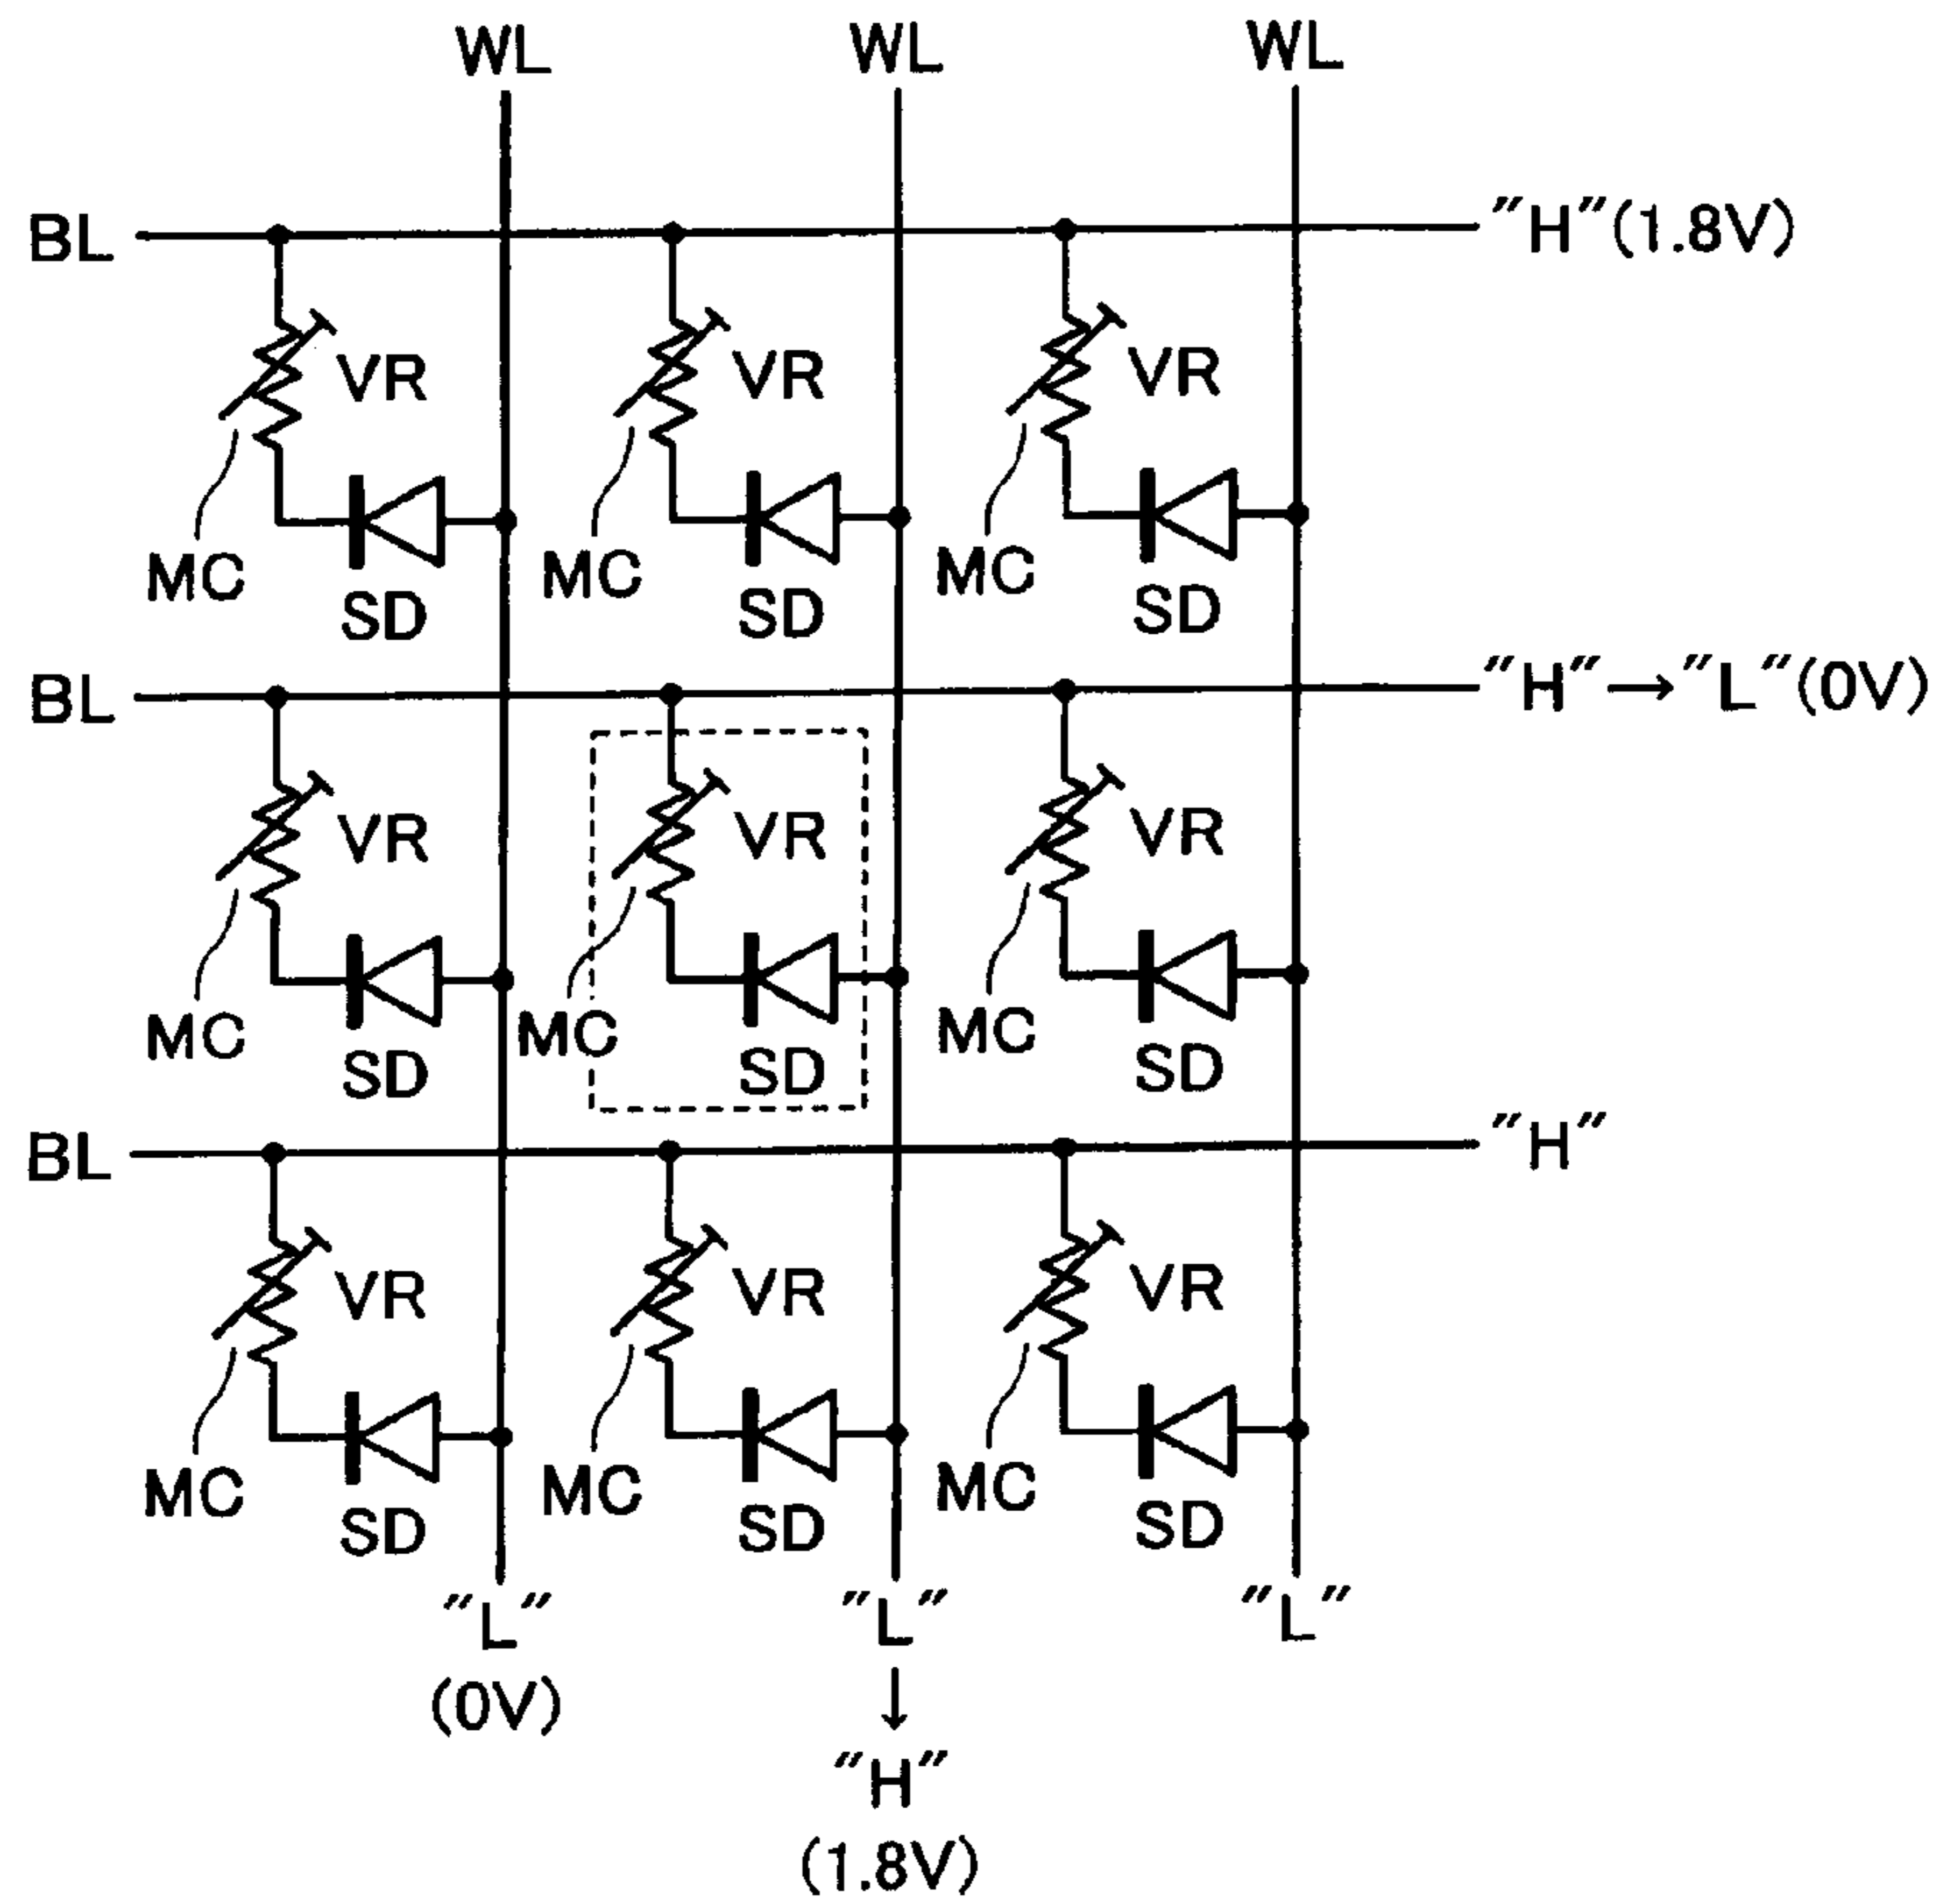 WL WL WL
BL "H"(1.8V)
VR VR VR
MC MC MC
SD SD SD
BL "H"→"L"(0V)
VR VR VR
MC MC MC
SD SD SD
BL "H"
VR VR VR
MC MC MC
SD SD SD
"L" "L" "L"
(0V) ↓
"H"
(1.8V)